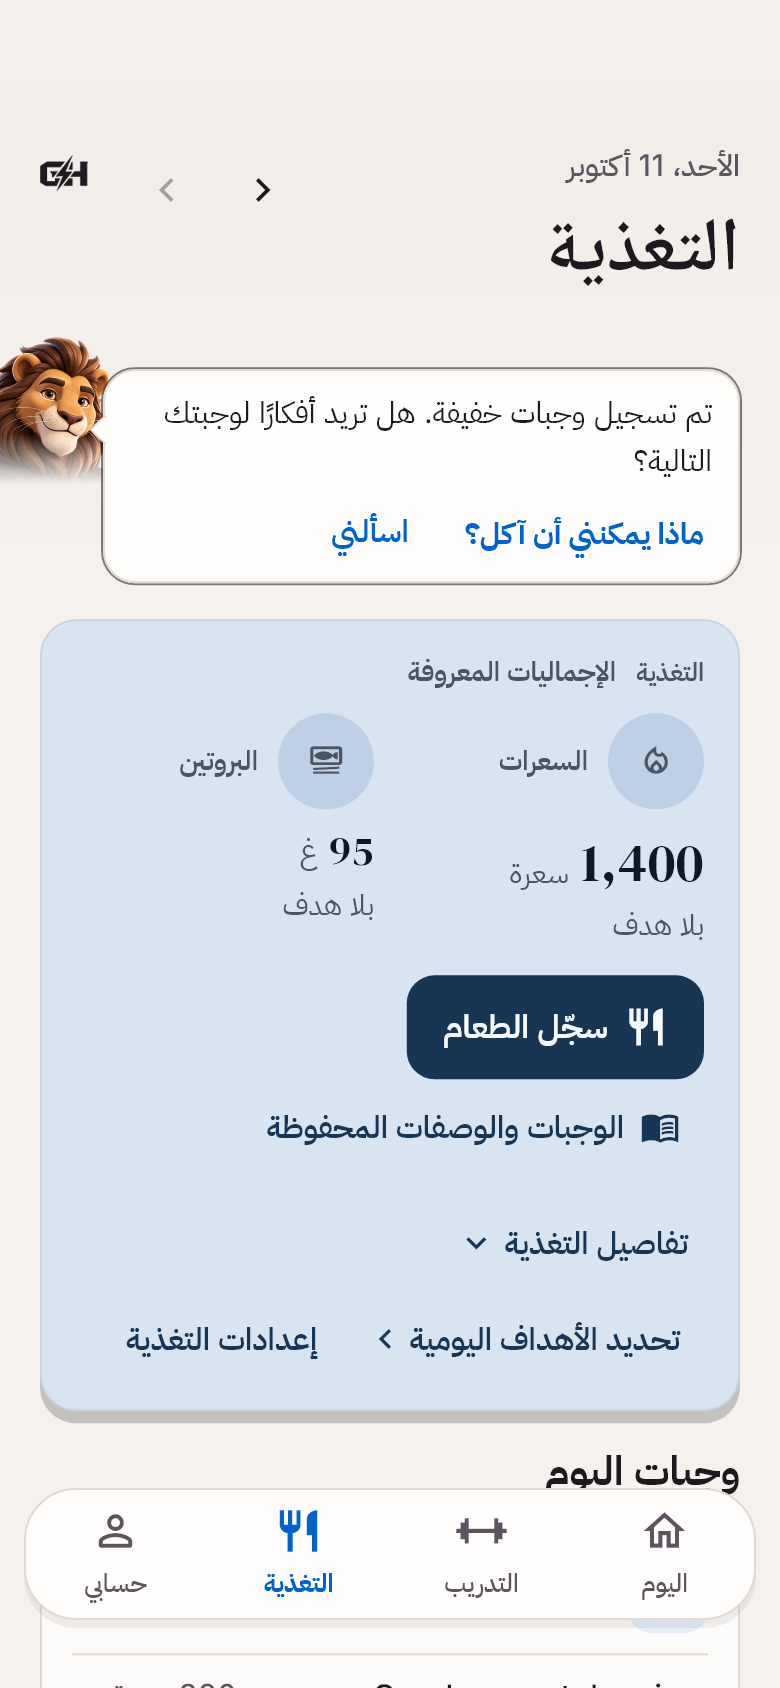 الأحد، 11 أكتوبر
GH
التغذية
تم تسجيل وجبات خفيفة. هل تريد أفكارًا لوجبتك
التالية؟
ماذا يمكنني أن آكل؟ اسألني
التغذية الإجماليات المعروفة
السعرات البروتين
1,400 سعرة 95 غ
بلا هدف بلا هدف
سجّل الطعام
الوجبات والوصفات المحفوظة
تفاصيل التغذية
تحديد الأهداف اليومية إعدادات التغذية
وجبات اليوم
اليوم التدريب التغذية حسابي